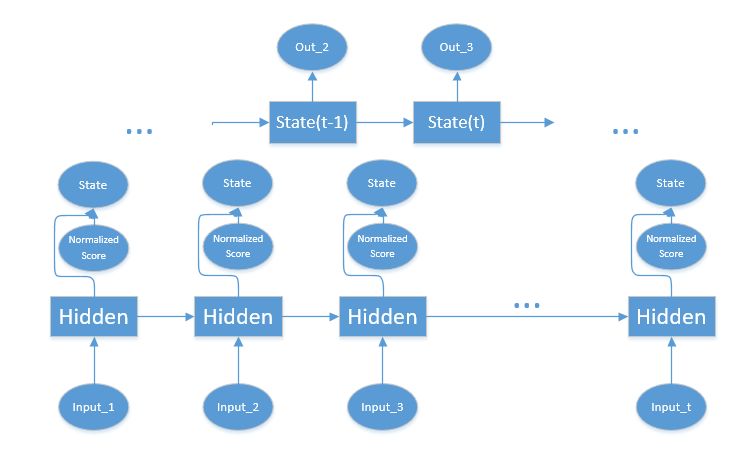 Out_2
Out_3
... State(t-1) State(t) ...
State
State
State
State
Normalized
Score
Normalized
Score
Normalized
Score
Normalized
Score
...
Hidden
Hidden
Hidden
Hidden
Input_1
Input_2
Input_3
Input_t